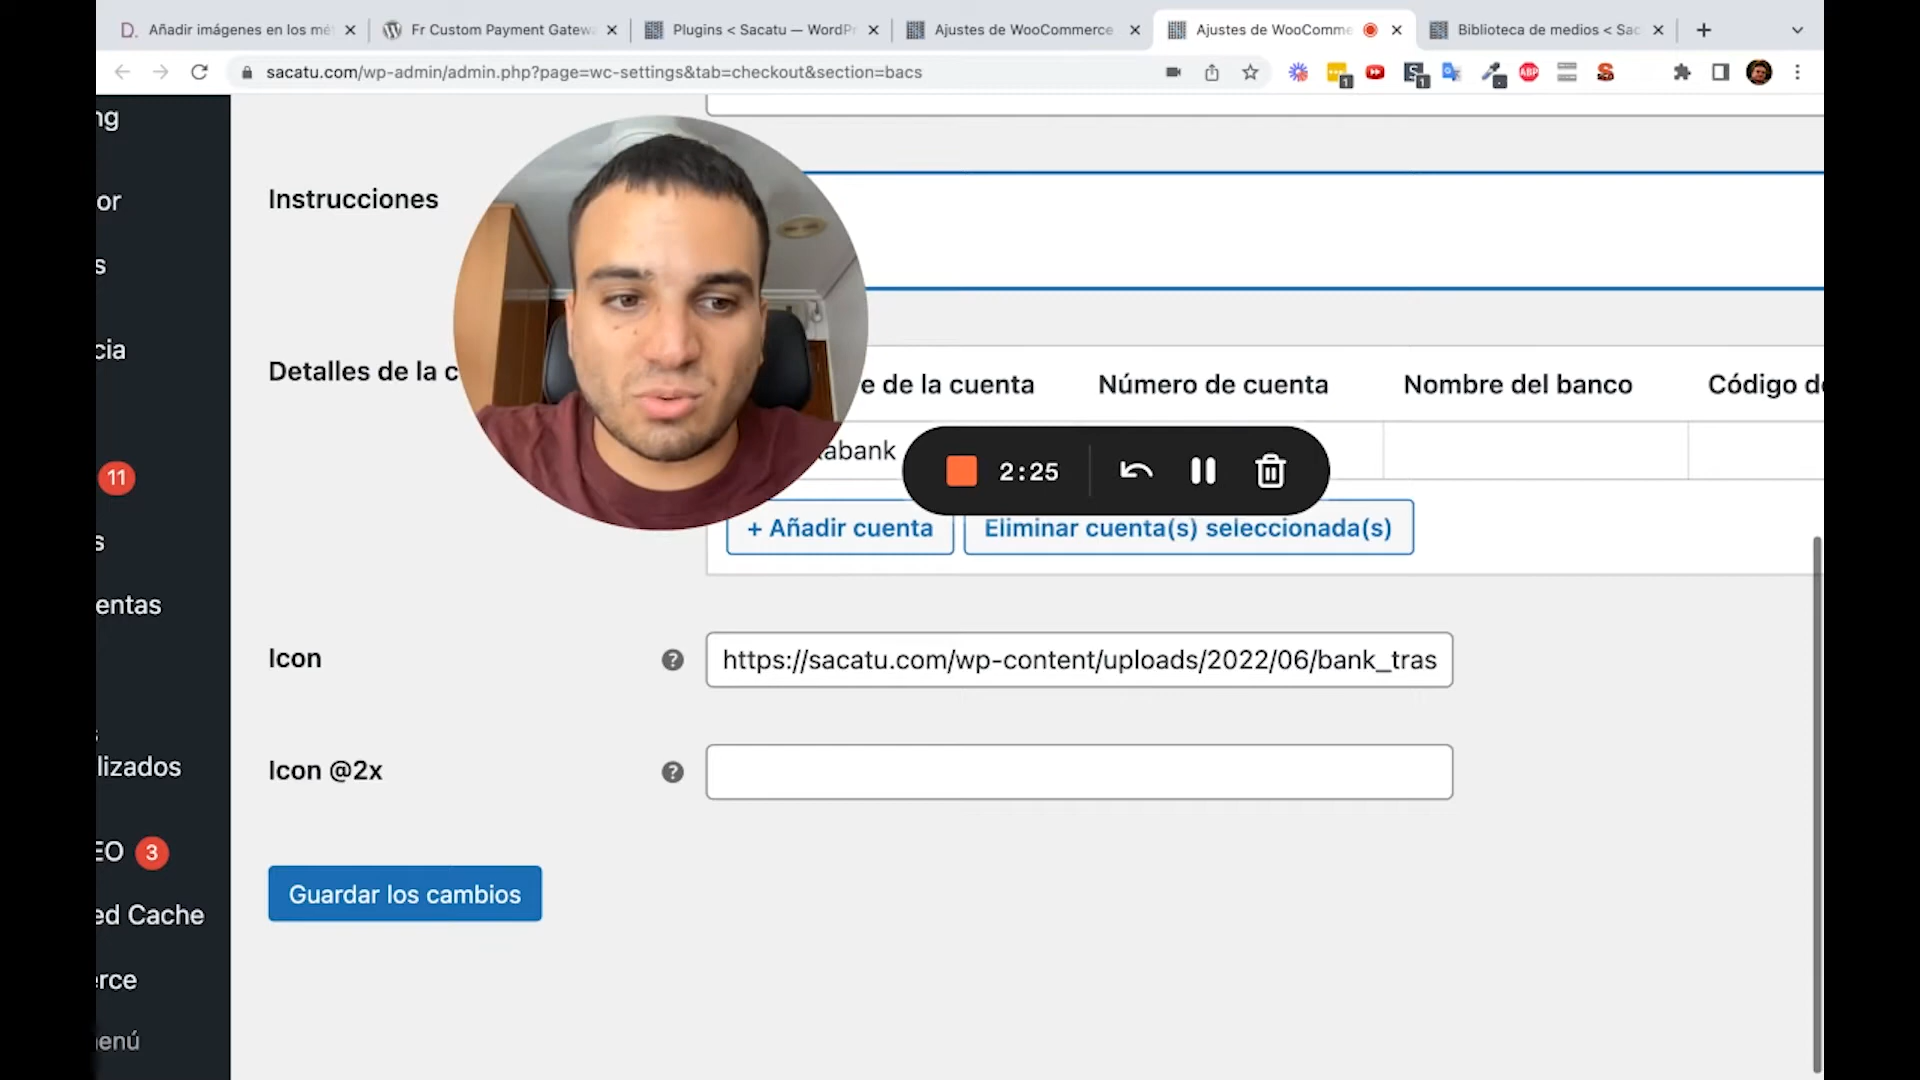 D. Añadir imágenes en los mé
Fr Custom Payment Gatew
Plugins < Sacatu — WordPr
Ajustes de WooCommerce
Ajustes de WooComme
Biblioteca de medios < Sac
sacatu.com/wp-admin/admin.php?page=wc-settings&tab=checkout&section=bacs
1
1
ABP
ng
or
s
cia
11
s
entas
s
lizados
EO 3
ed Cache
erce
enú
Instrucciones
Detalles de la c
e de la cuenta
Número de cuenta
Nombre del banco
Código d
abank
2:25
+ Añadir cuenta
Eliminar cuenta(s) seleccionada(s)
Icon
? https://sacatu.com/wp-content/uploads/2022/06/bank_tras
Icon @2x
?
Guardar los cambios